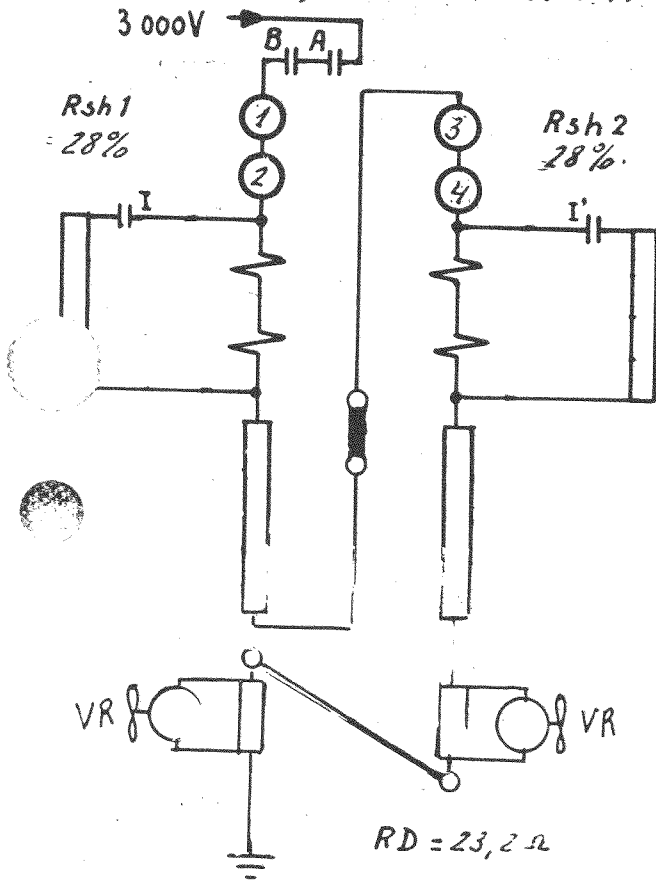 3 000V
B A
Rsh 1
= 28%
1
2
I
3
4
Rsh 2
28%.
I'
VR
VR
RD = 23,2 Ω